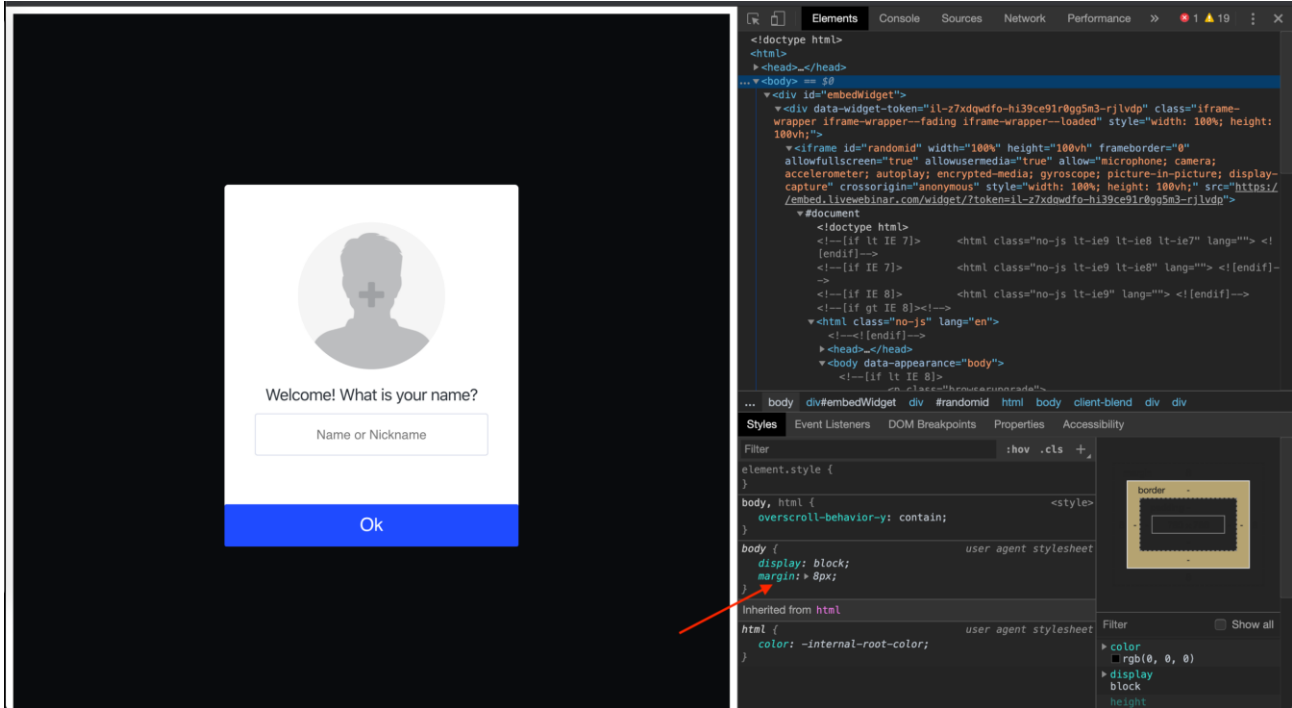 Welcome! What is your name?
Name or Nickname
Ok
Elements Console Sources Network Performance » 1 19
<!doctype html>
<html>
<head>…</head>
... <body> == $0
<div id="embedWidget">
<div data-widget-token="il-z7xdqwdfo-hi39ce91r0gg5m3-rjlvdp" class="iframe-
wrapper iframe-wrapper--fading iframe-wrapper--loaded" style="width: 100%; height:
100vh;">
<iframe id="randomid" width="100%" height="100vh" frameborder="0"
allowfullscreen="true" allowusermedia="true" allow="microphone; camera;
accelerometer; autoplay; encrypted-media; gyroscope; picture-in-picture; display-
capture" crossorigin="anonymous" style="width: 100%; height: 100vh;" src="https:/
/embed.livewebinar.com/widget/?token=il-z7xdqwdfo-hi39ce91r0gg5m3-rjlvdp">
#document
<!doctype html>
<!--[if lt IE 7]> <html class="no-js lt-ie9 lt-ie8 lt-ie7" lang=""> <!
[endif]-->
<!--[if IE 7]> <html class="no-js lt-ie9 lt-ie8" lang=""> <![endif]-
->
<!--[if IE 8]> <html class="no-js lt-ie9" lang=""> <![endif]-->
<!--[if gt IE 8]><!-->
<html class="no-js" lang="en">
<!--<![endif]-->
<head>…</head>
<body data-appearance="body">
<!--[if lt IE 8]>
<p class="browserupgrade">
... body div#embedWidget div #randomid html body client-blend div div
Styles Event Listeners DOM Breakpoints Properties Accessibility
Filter :hov .cls +
element.style {
}
body, html { <style>
overscroll-behavior-y: contain;
}
body { user agent stylesheet
display: block;
margin: 8px;
}
Inherited from html
html { user agent stylesheet
color: -internal-root-color;
}
border -
- -
-
Filter Show all
color
rgb(0, 0, 0)
display
block
height